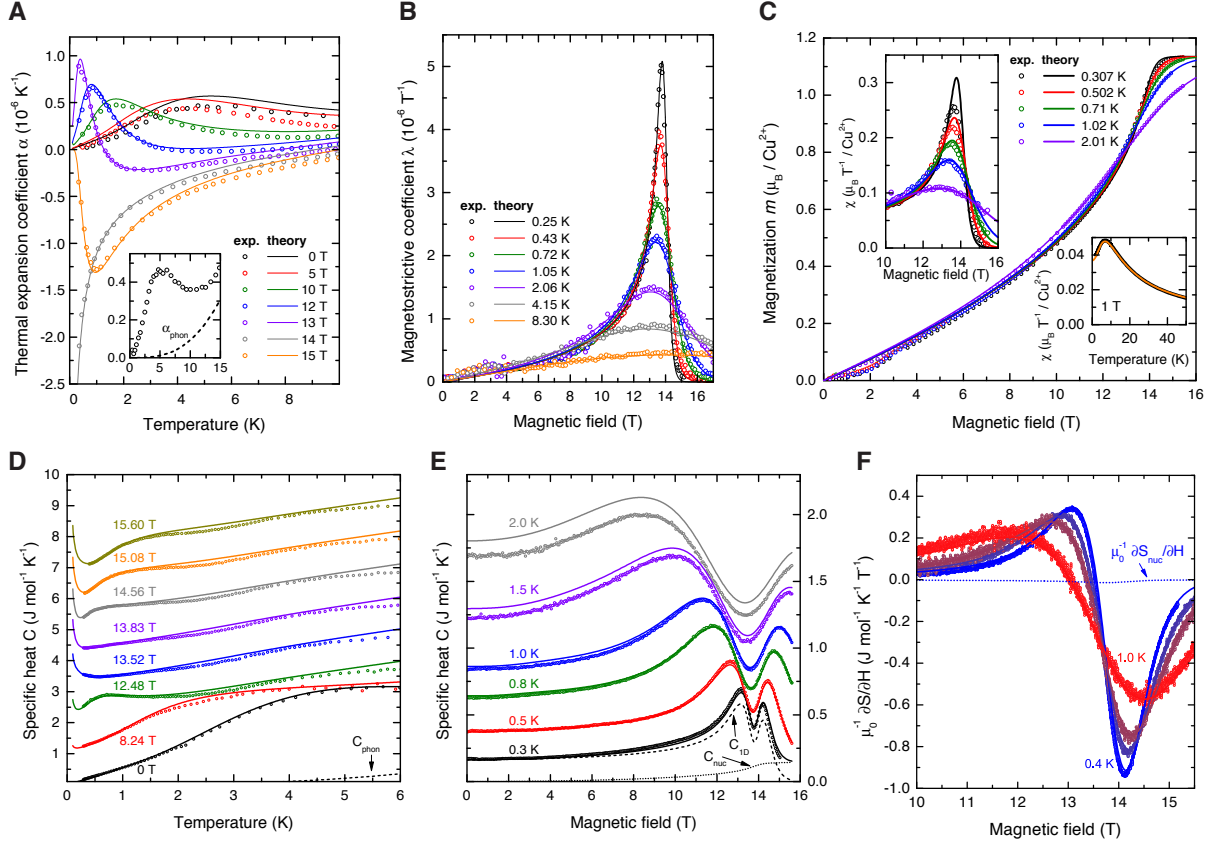 A
Thermal expansion coefficient α (10⁻⁶ K⁻¹)
1.0
0.5
0.0
-0.5
-1.0
-1.5
-2.0
-2.5
0 2 4 6 8
Temperature (K)
exp. theory
0 T
5 T
10 T
12 T
13 T
14 T
15 T
0.4
0.2
0.0
0 5 10 15
α_phon
B
Magnetostrictive coefficient λ (10⁻⁶ T⁻¹)
5
4
3
2
1
0
0 2 4 6 8 10 12 14 16
Magnetic field (T)
exp. theory
0.25 K
0.43 K
0.72 K
1.05 K
2.06 K
4.15 K
8.30 K
C
Magnetization m (μ_B / Cu²⁺)
1.2
1.0
0.8
0.6
0.4
0.2
0.0
0 2 4 6 8 10 12 14 16
Magnetic field (T)
exp. theory
0.307 K
0.502 K
0.71 K
1.02 K
2.01 K
χ (μ_B T⁻¹ / Cu²⁺)
0.3
0.2
0.1
0.0
10 12 14 16
Magnetic field (T)
χ (μ_B T⁻¹ / Cu²⁺)
0.04
0.02
0.00
1 T
0 20 40
Temperature (K)
D
Specific heat C (J mol⁻¹ K⁻¹)
10
9
8
7
6
5
4
3
2
1
0
0 1 2 3 4 5 6
Temperature (K)
15.60 T
15.08 T
14.56 T
13.83 T
13.52 T
12.48 T
8.24 T
0 T
C_phon
E
Specific heat C (J mol⁻¹ K⁻¹)
2.0
1.5
1.0
0.5
0.0
0 2 4 6 8 10 12 14 16
Magnetic field (T)
2.0 K
1.5 K
1.0 K
0.8 K
0.5 K
0.3 K
C_nuc
C_1D
F
μ₀⁻¹ ∂S/∂H (J mol⁻¹ K⁻¹ T⁻¹)
0.4
0.2
0.0
-0.2
-0.4
-0.6
-0.8
-1.0
10 11 12 13 14 15
Magnetic field (T)
μ₀⁻¹ ∂S_nuc/∂H
1.0 K
0.4 K